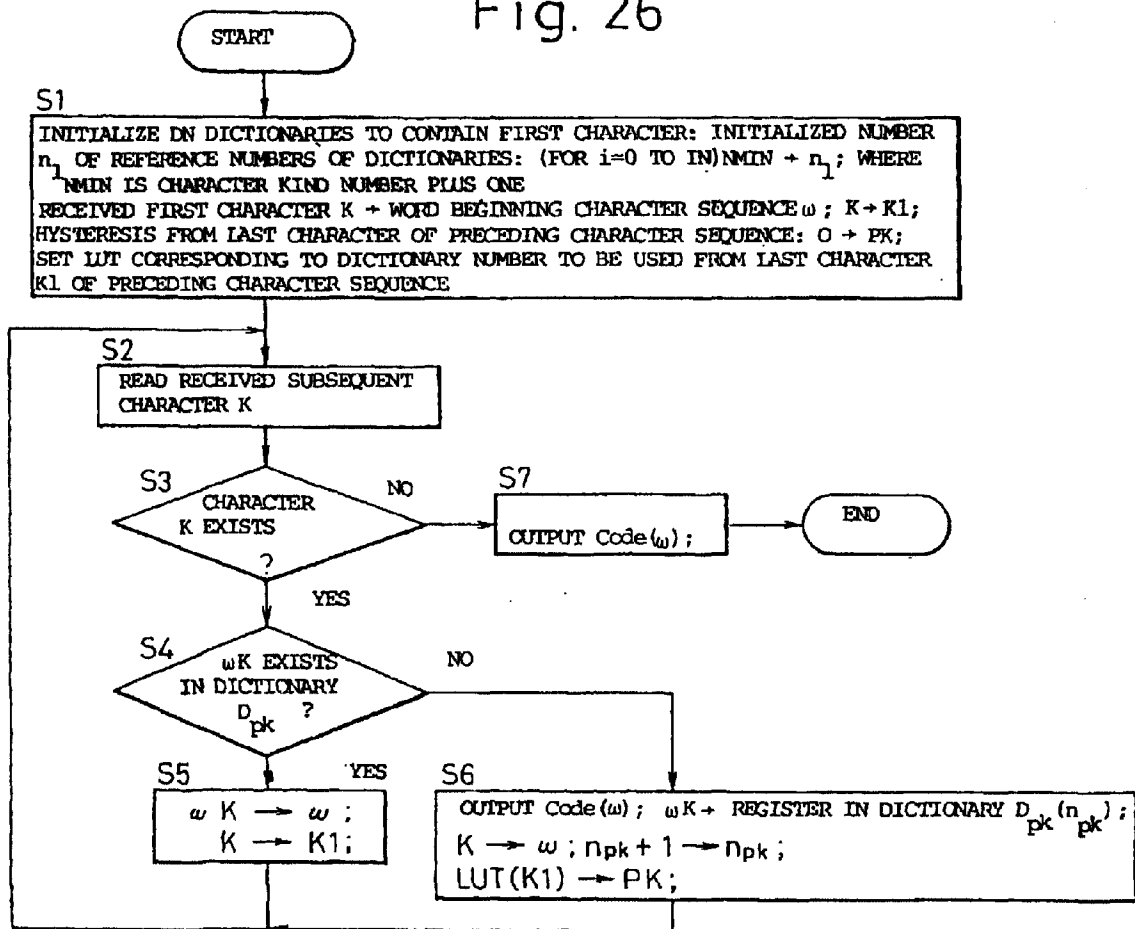 Fig. 26
START
S1
INITIALIZE DN DICTIONARIES TO CONTAIN FIRST CHARACTER: INITIALIZED NUMBER
n1 OF REFERENCE NUMBERS OF DICTIONARIES: (FOR i=0 TO IN)NMIN → n1; WHERE
NMIN IS CHARACTER KIND NUMBER PLUS ONE
RECEIVED FIRST CHARACTER K → WORD BEGINNING CHARACTER SEQUENCE ω; K → K1;
HYSTERESIS FROM LAST CHARACTER OF PRECEDING CHARACTER SEQUENCE: O → PK;
SET LUT CORRESPONDING TO DICTIONARY NUMBER TO BE USED FROM LAST CHARACTER
K1 OF PRECEDING CHARACTER SEQUENCE
S2
READ RECEIVED SUBSEQUENT
CHARACTER K
S3
CHARACTER
K EXISTS
?
NO
YES
S7
OUTPUT Code(ω);
END
S4
ωK EXISTS
IN DICTIONARY
Dpk ?
NO
YES
S5
ω K → ω ;
K → K1;
S6
OUTPUT Code(ω); ωK → REGISTER IN DICTIONARY Dpk(npk);
K → ω ; npk + 1 → npk ;
LUT(K1) → PK;